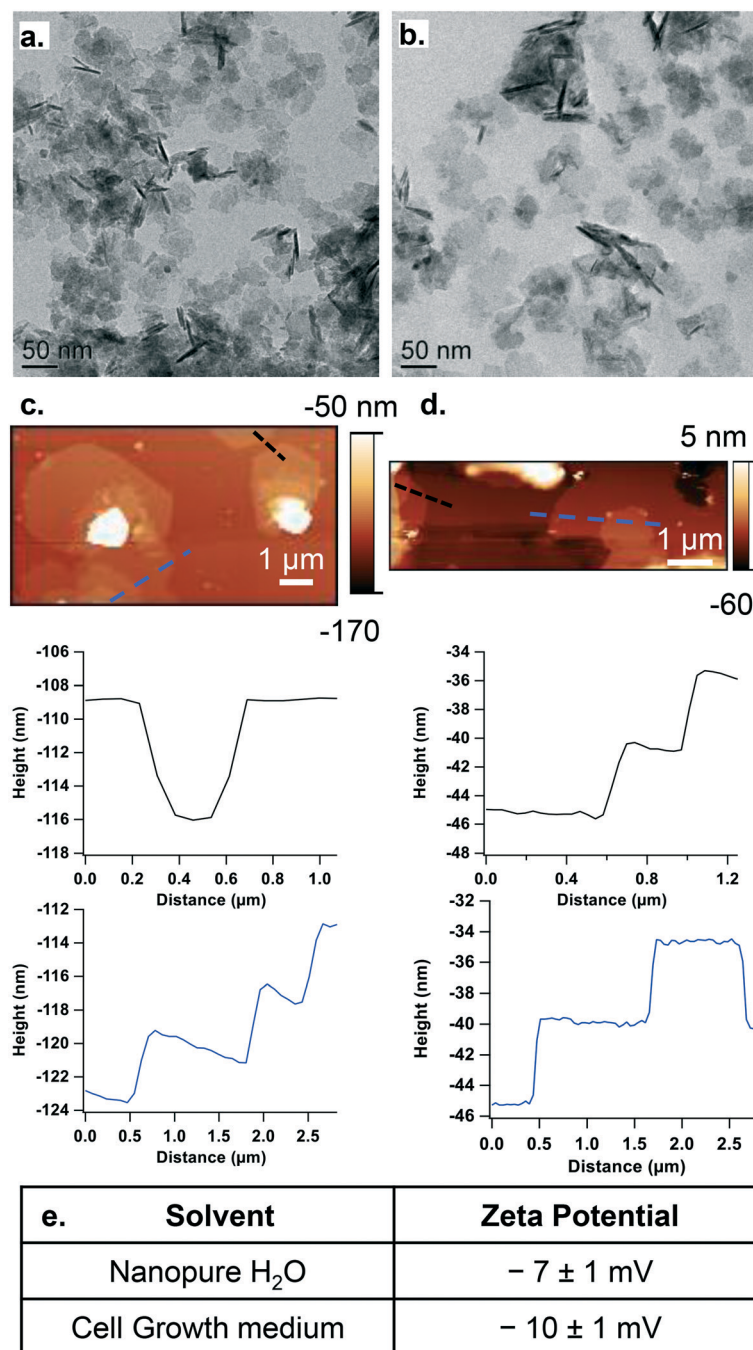 a.
b.
50 nm
50 nm
c.
-50 nm
d.
5 nm
1 µm
1 µm
-170
-60
-106
-108
-110
-112
-114
-116
-118
Height (nm)
0.0 0.2 0.4 0.6 0.8 1.0
Distance (µm)
-34
-36
-40
-42
-44
-46
-48
Height (nm)
0.0 0.4 0.8 1.2
Distance (µm)
-112
-114
-116
-118
-120
-122
-124
Height (nm)
0.0 0.5 1.0 1.5 2.0 2.5
Distance (µm)
-32
-34
-36
-38
-40
-42
-44
-46
Height (nm)
0.0 0.5 1.0 1.5 2.0 2.5
Distance (µm)
e. Solvent Zeta Potential
Nanopure H₂O − 7 ± 1 mV
Cell Growth medium − 10 ± 1 mV